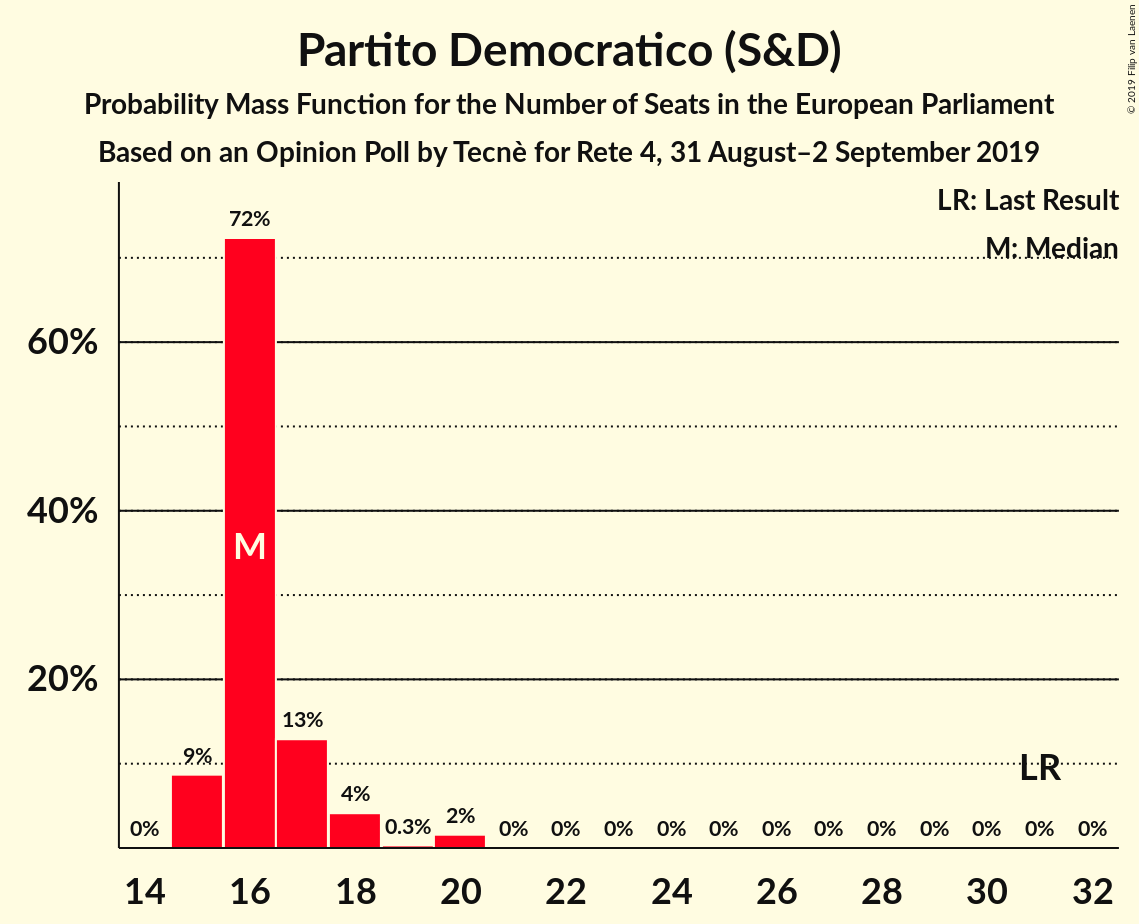 Partito Democratico (S&D)
Probability Mass Function for the Number of Seats in the European Parliament
Based on an Opinion Poll by Tecnè for Rete 4, 31 August–2 September 2019
© 2019 Filip van Laenen
LR: Last Result
M: Median
72%
60%
40%
M
20%
13%
9%
LR
4%
2%
0% 0.3% 0% 0% 0% 0% 0% 0% 0% 0% 0% 0% 0% 0%
14 16 18 20 22 24 26 28 30 32